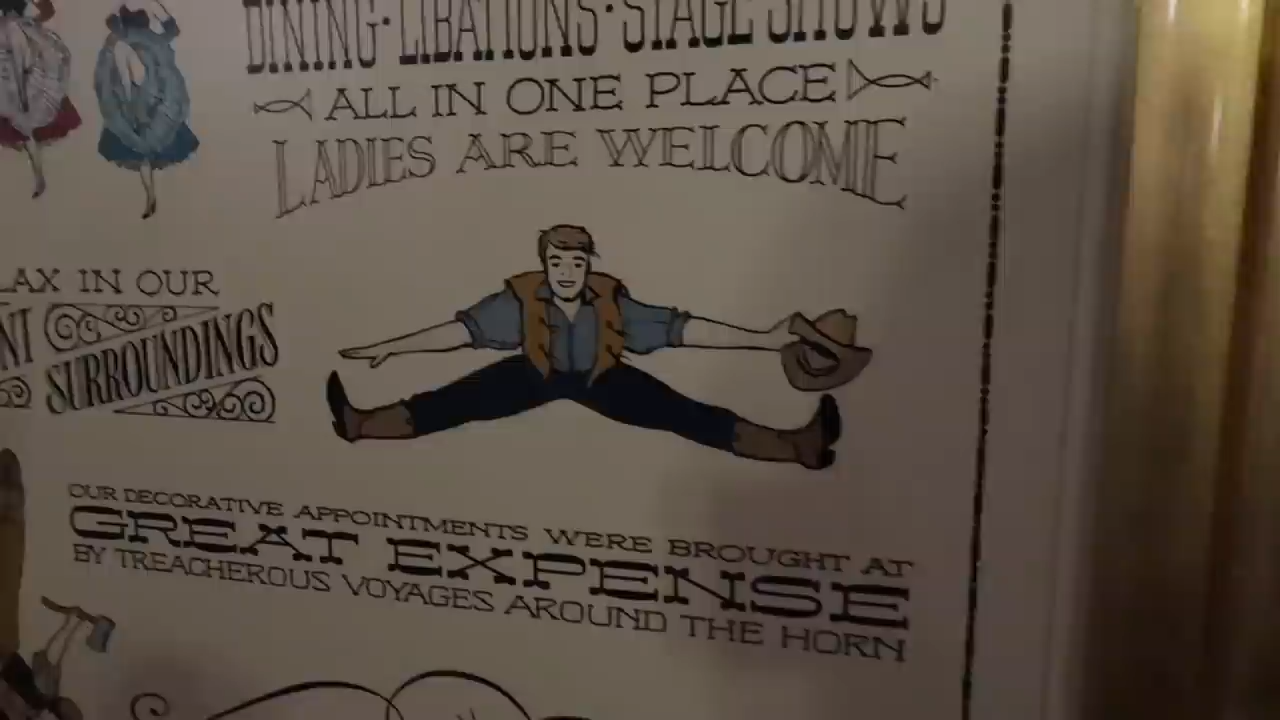 DINING · LIBATIONS · STAGE SHOWS
ALL IN ONE PLACE
LADIES ARE WELCOME
IN OUR
SURROUNDINGS
OUR DECORATIVE APPOINTMENTS WERE BROUGHT AT
GREAT EXPENSE
BY TREACHEROUS VOYAGES AROUND THE HORN